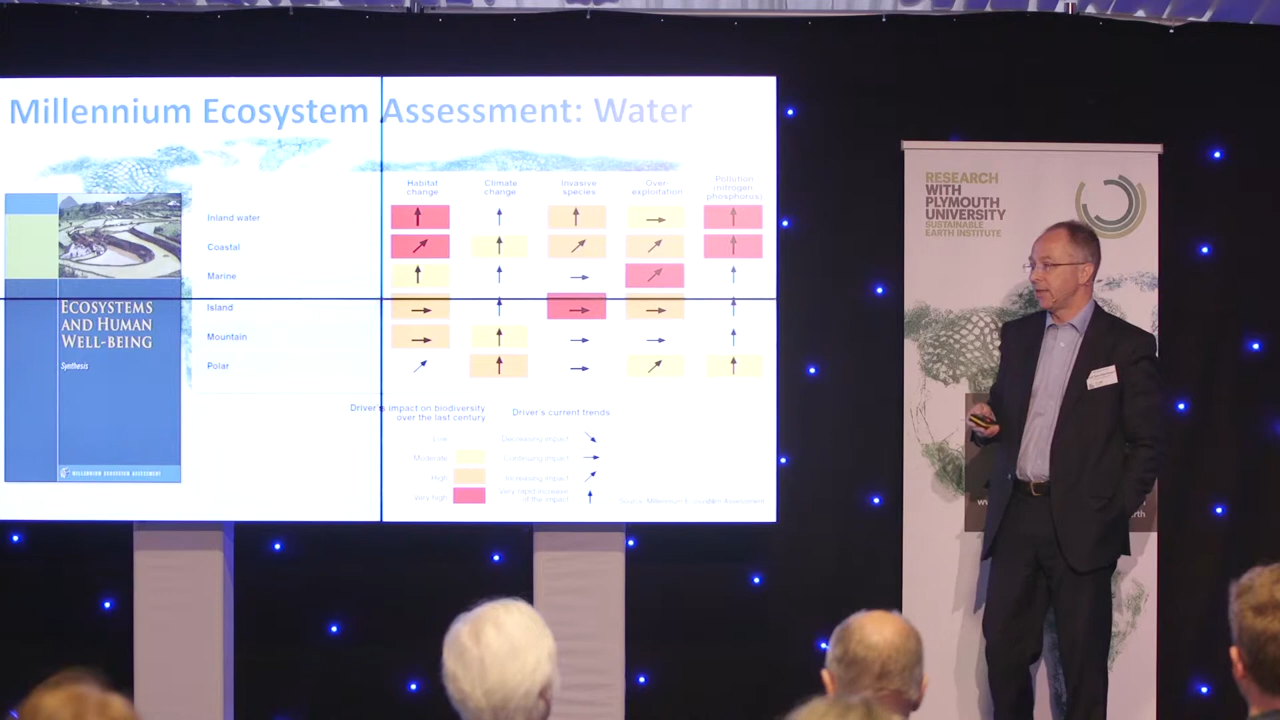 Millennium Ecosystem Assessment: Water
Habitat change
Climate change
Invasive species
Over-exploitation
Pollution (nitrogen phosphorus)
Inland water
Coastal
Marine
Island
Mountain
Polar
ECOSYSTEMS
AND HUMAN
WELL-BEING
Synthesis
MILLENNIUM ECOSYSTEM ASSESSMENT
Driver's impact on biodiversity
over the last century
Low
Moderate
High
Very high
Driver's current trends
Decreasing impact
Continuing impact
Increasing impact
Very rapid increase
of the impact
Source: Millennium Ecosystem Assessment
RESEARCH
WITH
PLYMOUTH
UNIVERSITY
SUSTAINABLE
EARTH INSTITUTE